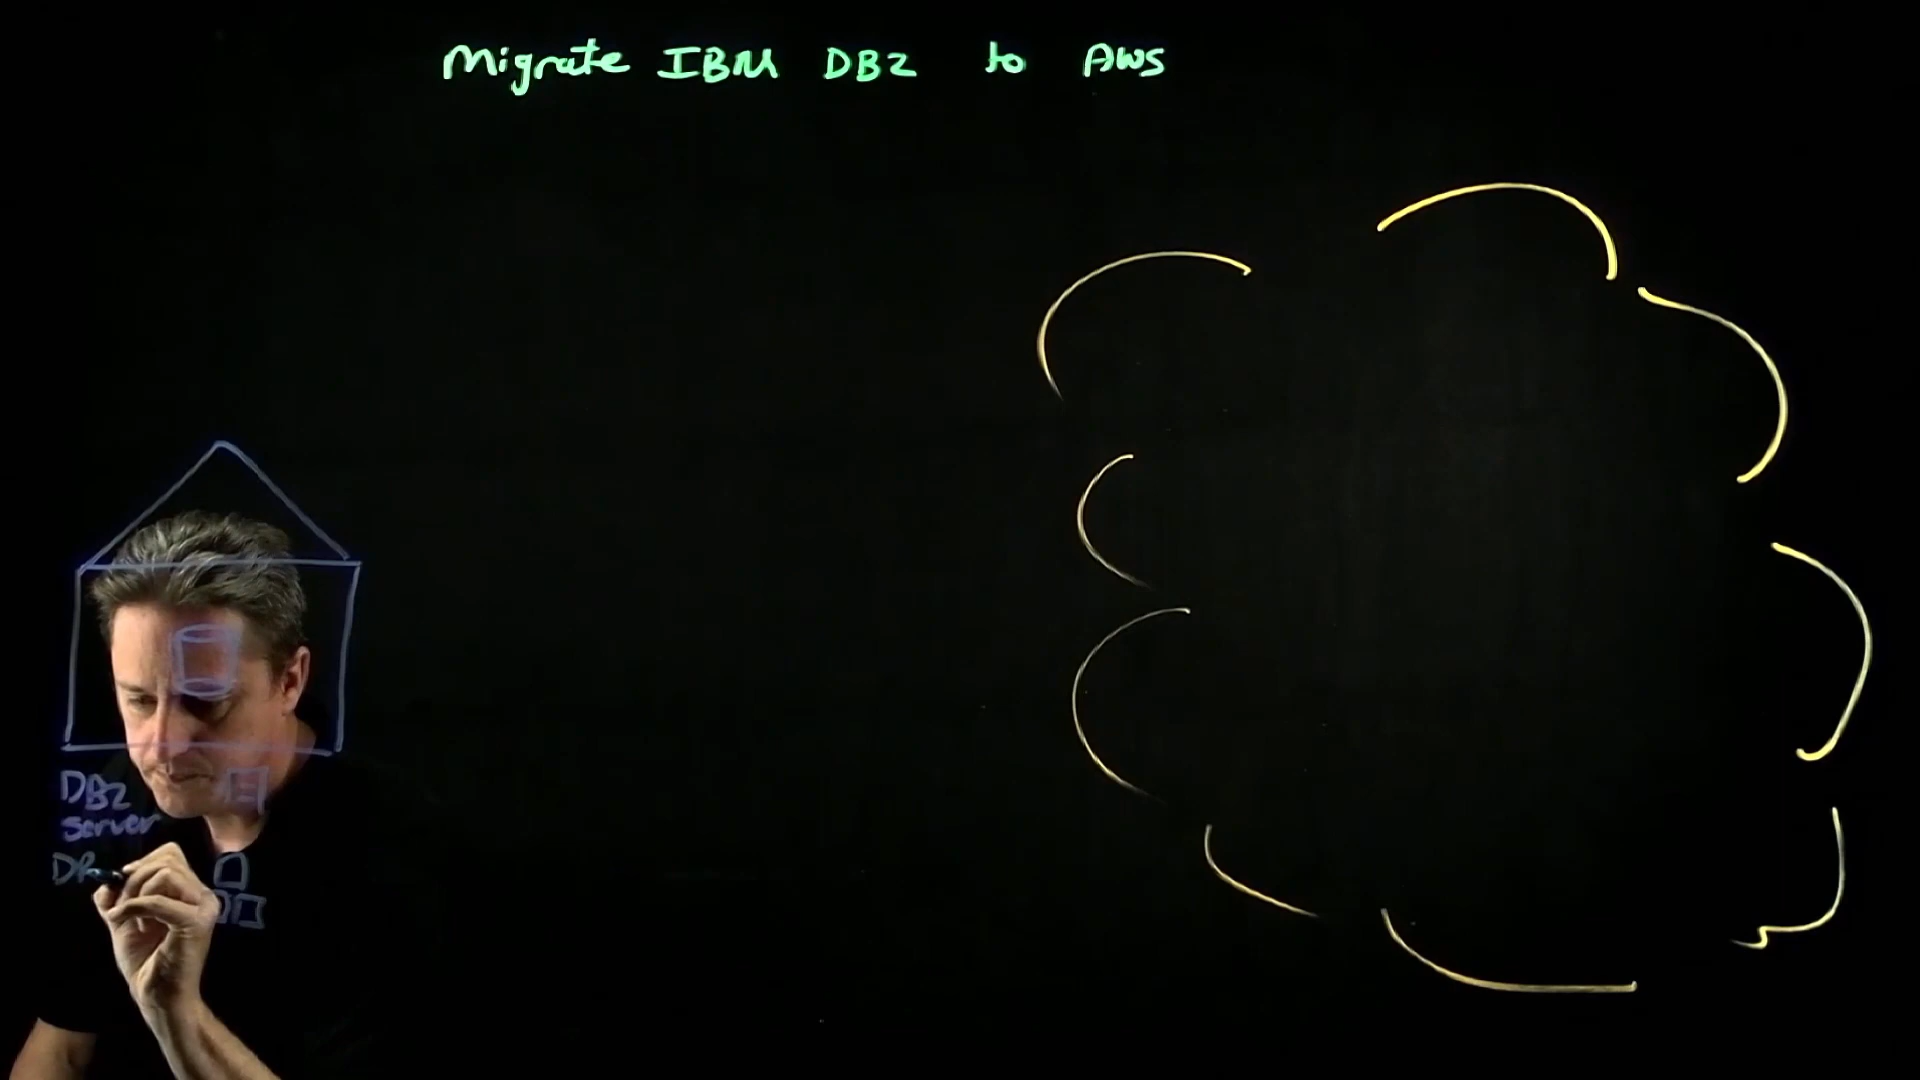 Migrate IBM DB2 to AWS
DB2
Server